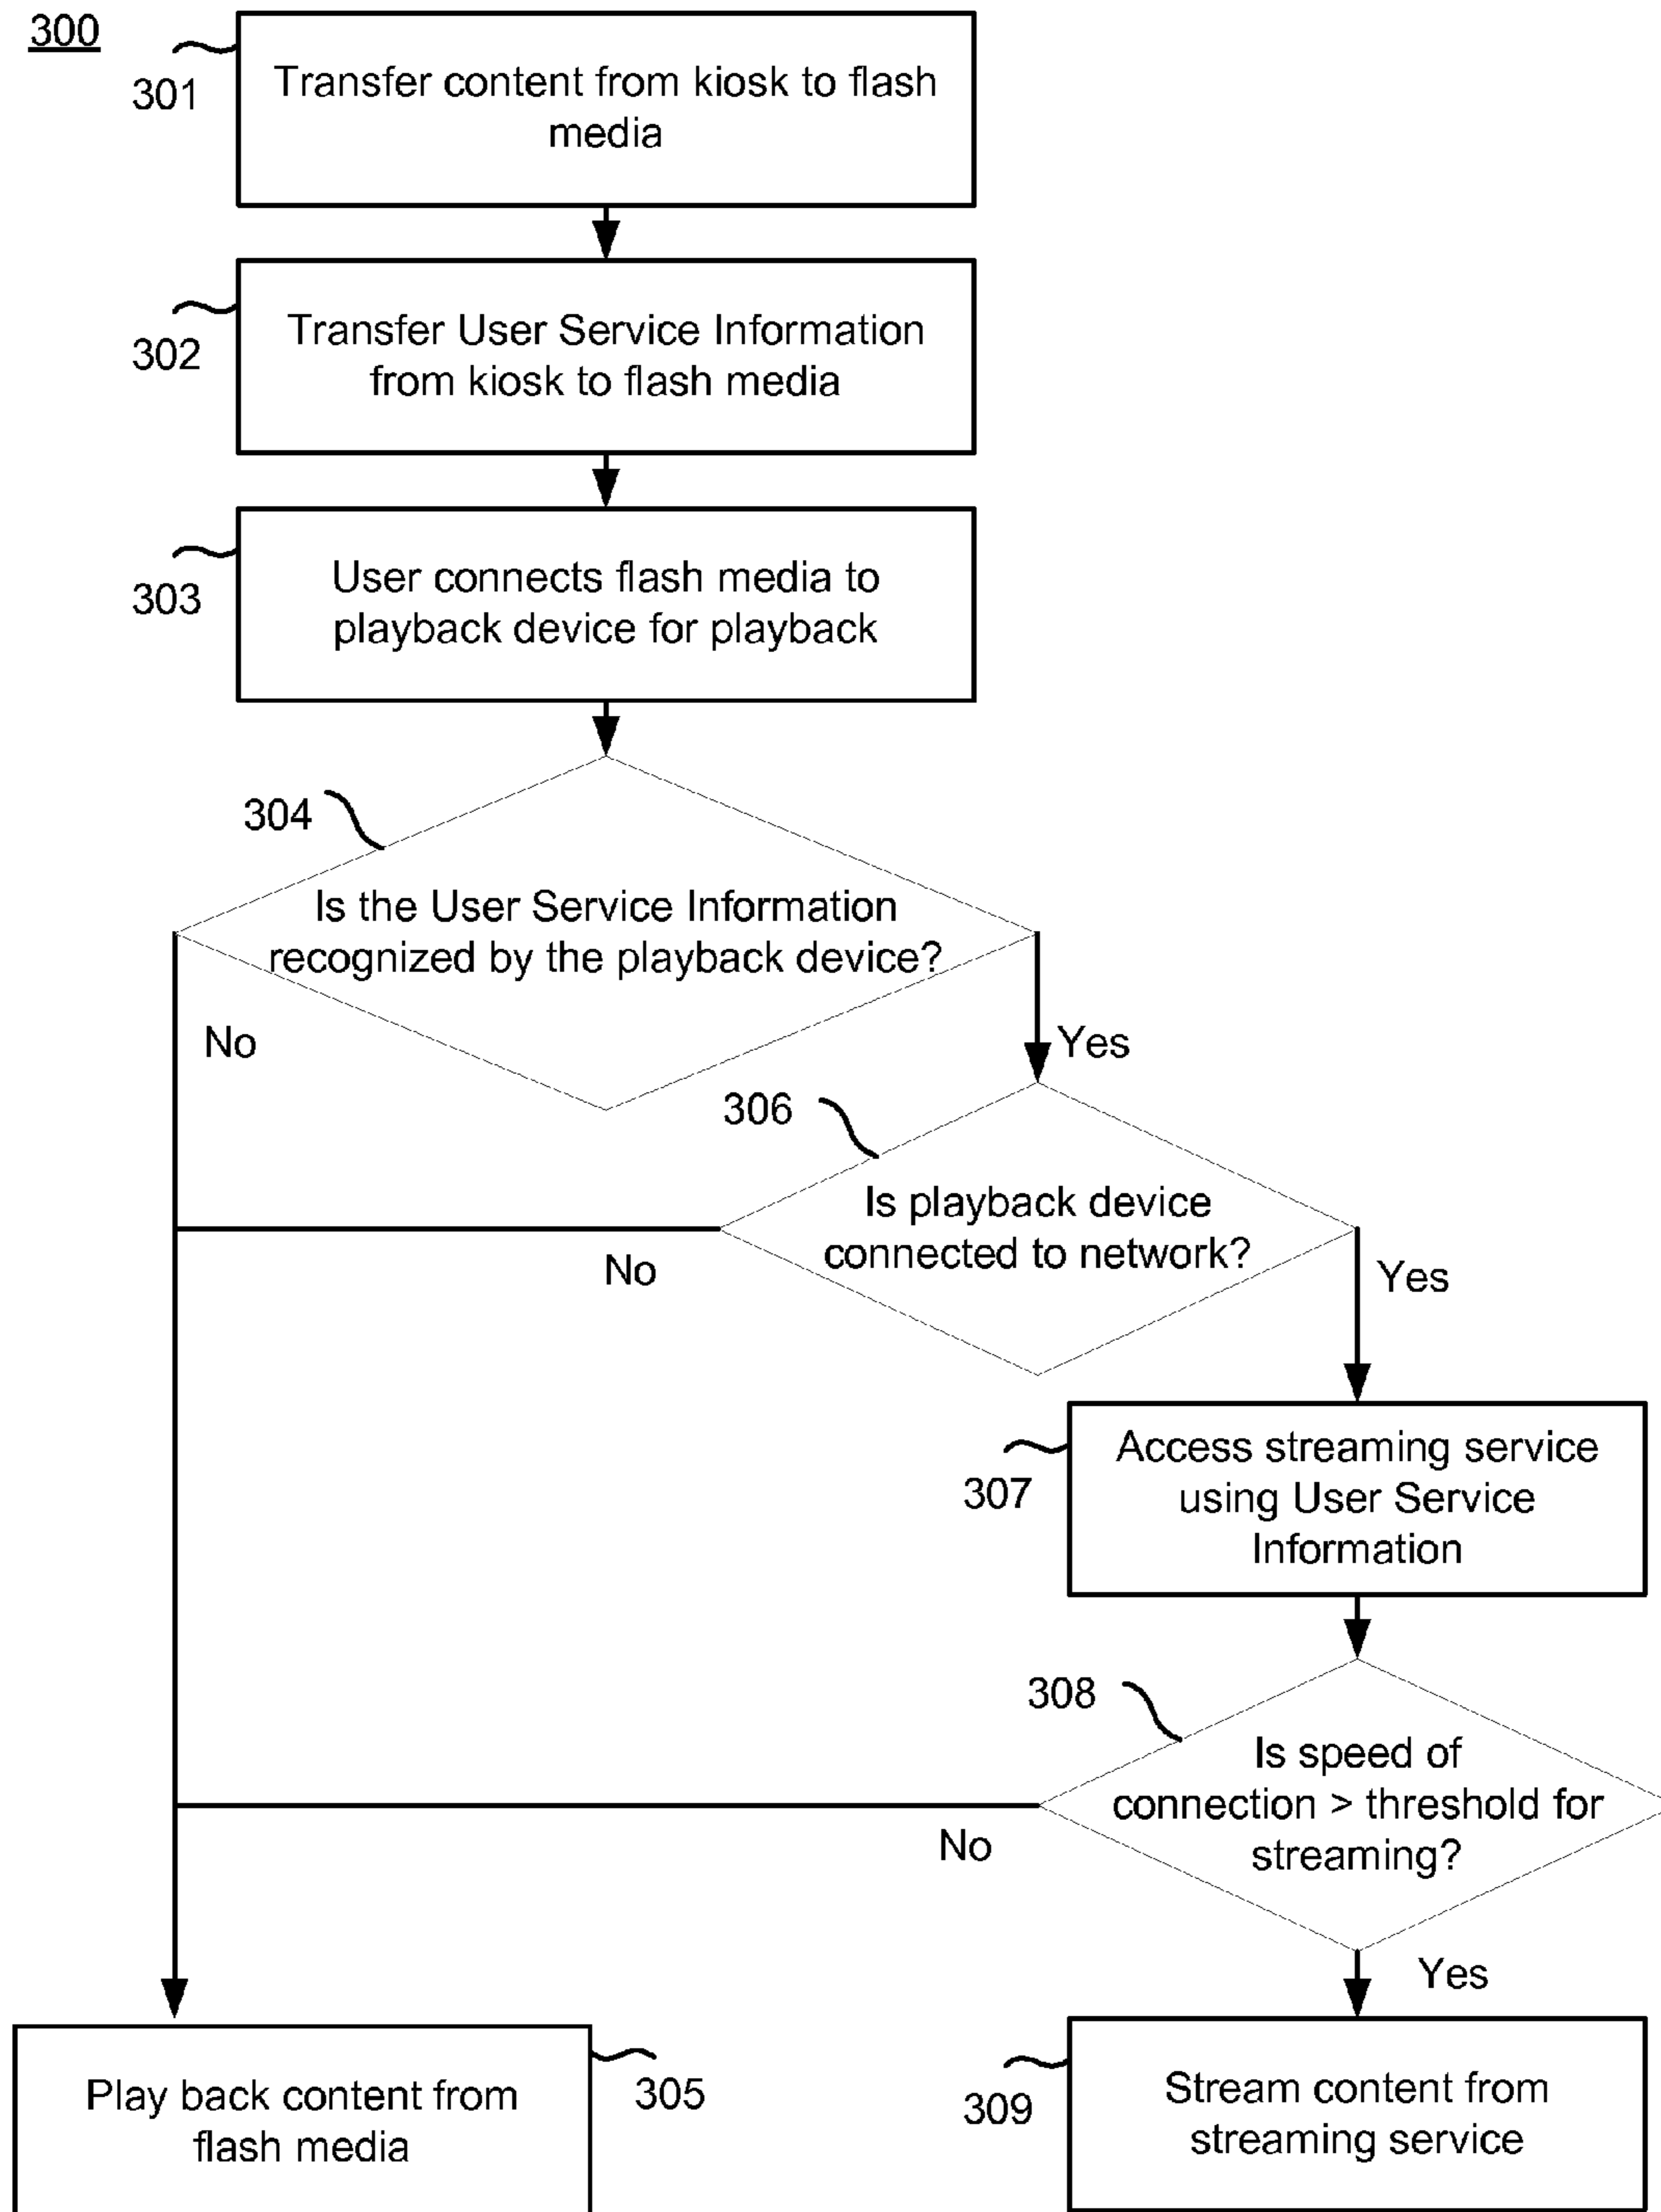 300
301
Transfer content from kiosk to flash
media
302
Transfer User Service Information
from kiosk to flash media
303
User connects flash media to
playback device for playback
304
Is the User Service Information
recognized by the playback device?
No
Yes
306
Is playback device
connected to network?
No
Yes
307
Access streaming service
using User Service
Information
308
Is speed of
connection > threshold for
streaming?
No
Yes
Play back content from
flash media
305
309
Stream content from
streaming service